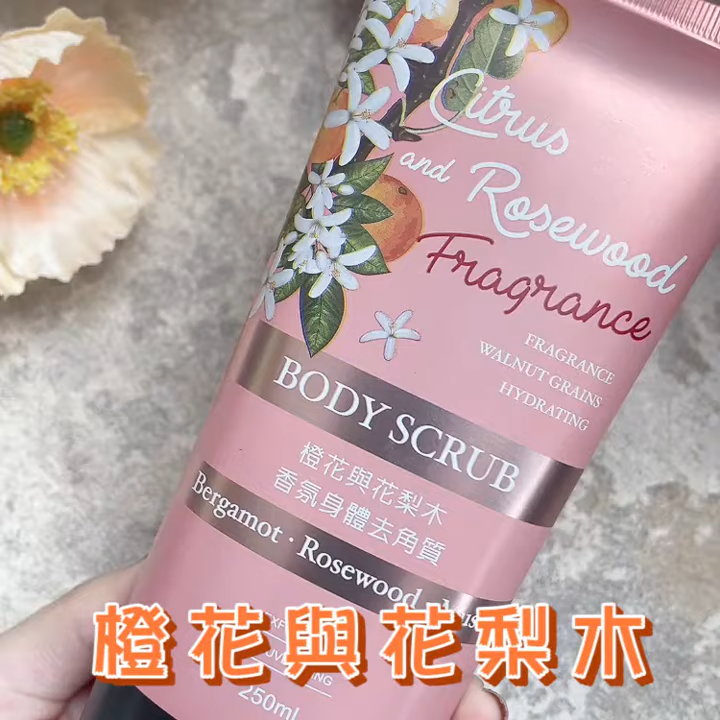 Citrus
and Rosewood
Fragrance
FRAGRANCE
WALNUT GRAINS
HYDRATING
BODY SCRUB
橙花與花梨木
香氛身體去角質
Bergamot · Rosewood
橙花與花梨木
250ml